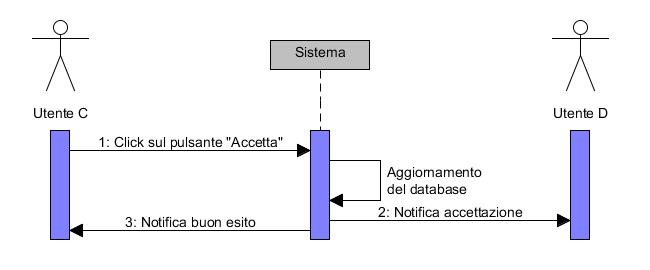 Sistema
Utente C
Utente D
1: Click sul pulsante "Accetta"
Aggiornamento
del database
2: Notifica accettazione
3: Notifica buon esito